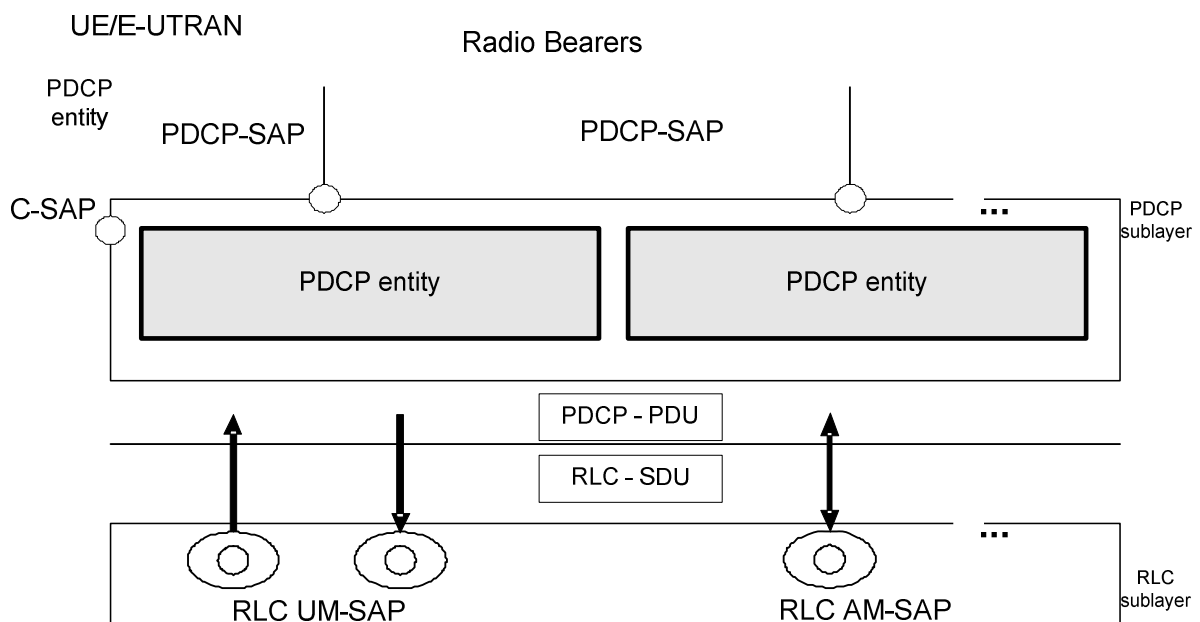 UE/E-UTRAN
Radio Bearers
PDCP
entity
PDCP-SAP
PDCP-SAP
C-SAP
...
PDCP
sublayer
PDCP entity
PDCP entity
PDCP - PDU
RLC - SDU
...
RLC UM-SAP
RLC AM-SAP
RLC
sublayer